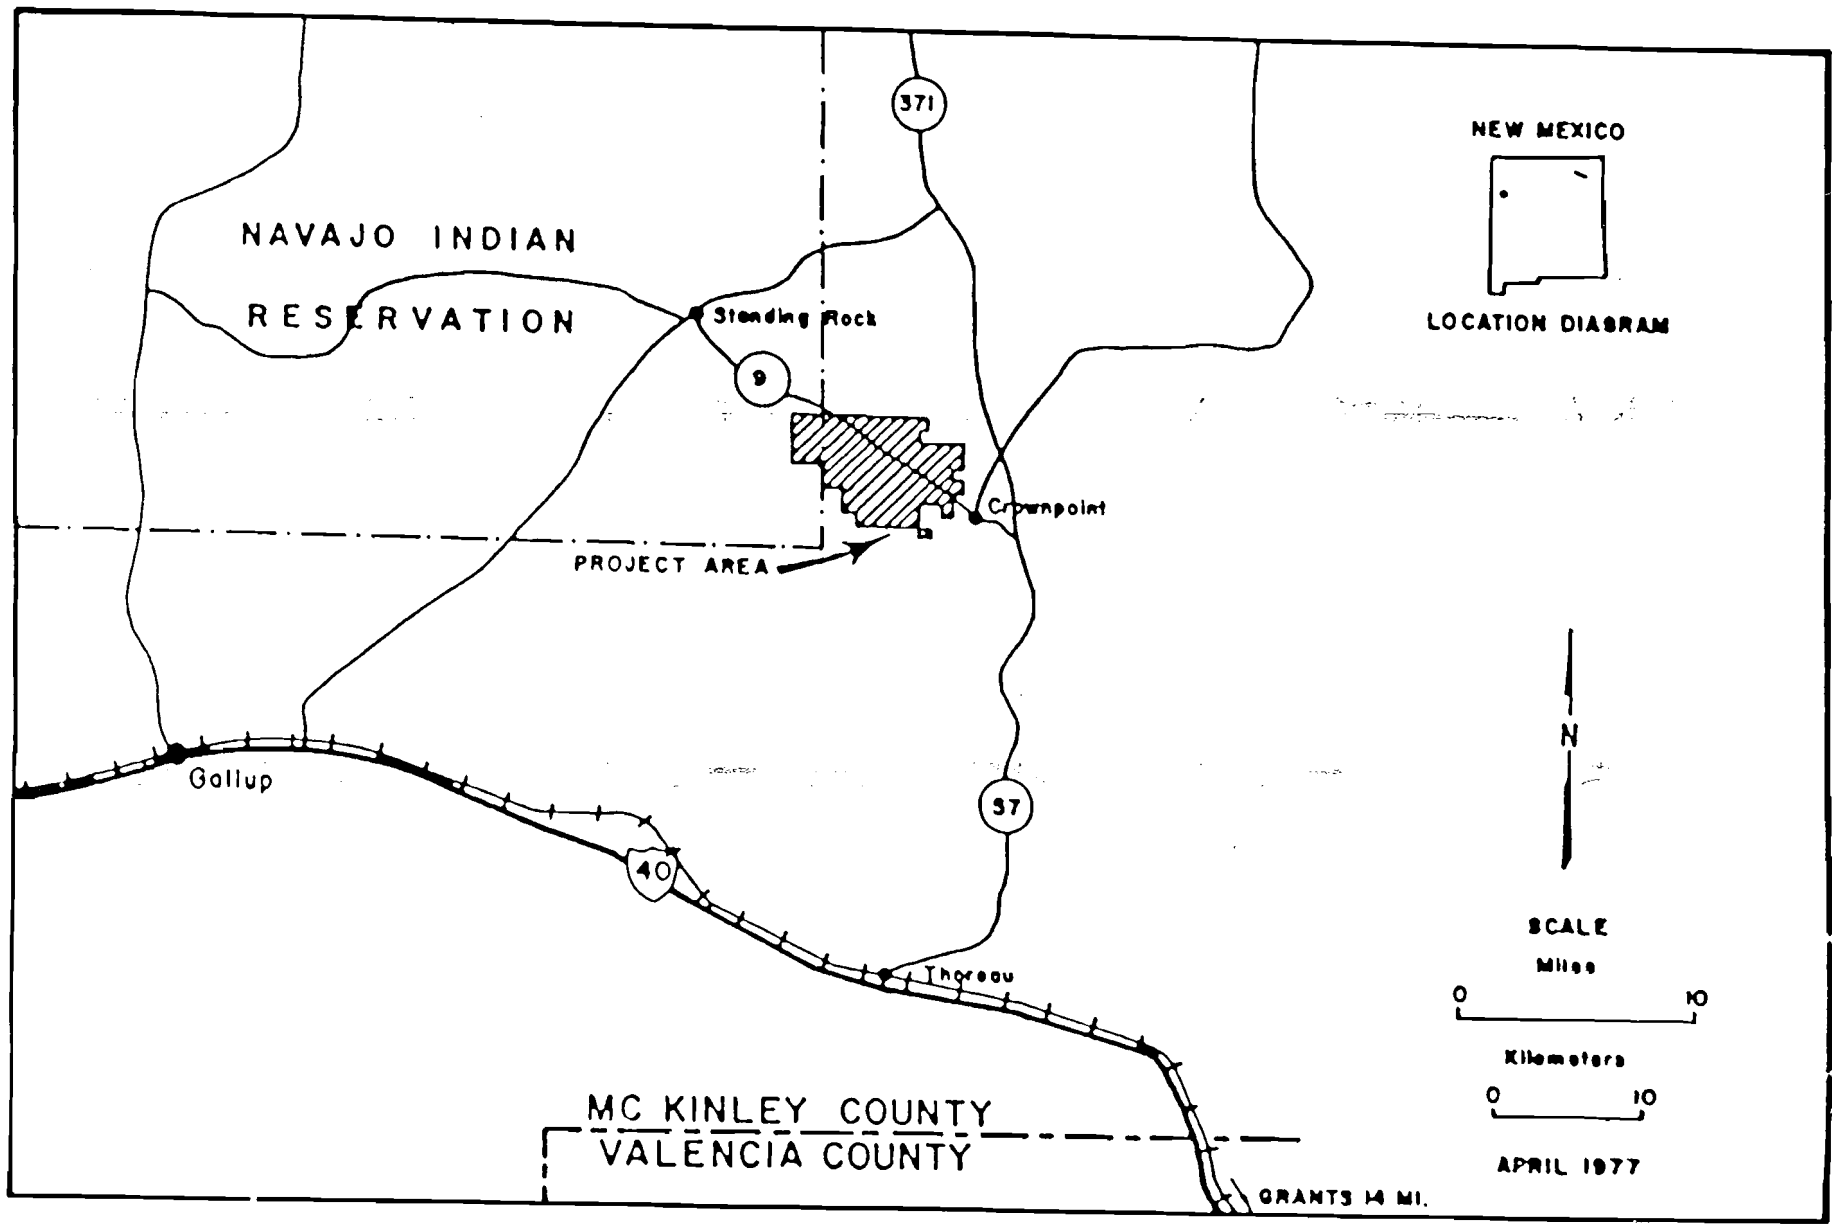 371
NEW MEXICO
NAVAJO INDIAN
RESERVATION
Standing Rock
LOCATION DIAGRAM
9
Crownpoint
PROJECT AREA
N
Gallup
57
40
SCALE
Miles
0 10
Thoreau
Kilometers
0 10
MC KINLEY COUNTY
VALENCIA COUNTY
APRIL 1977
GRANTS 14 MI.